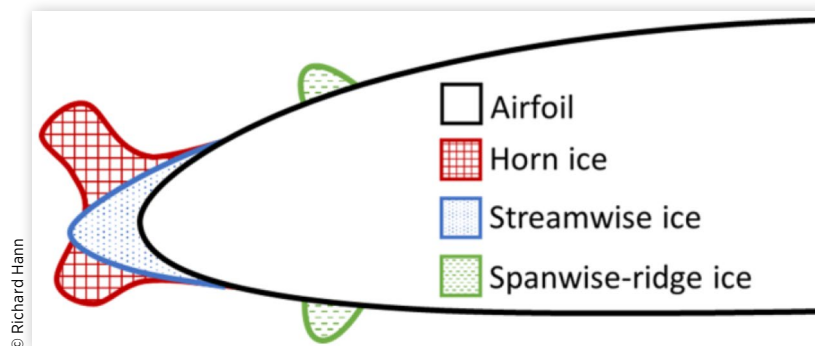 Airfoil
Horn ice
Streamwise ice
Spanwise-ridge ice
© Richard Hann